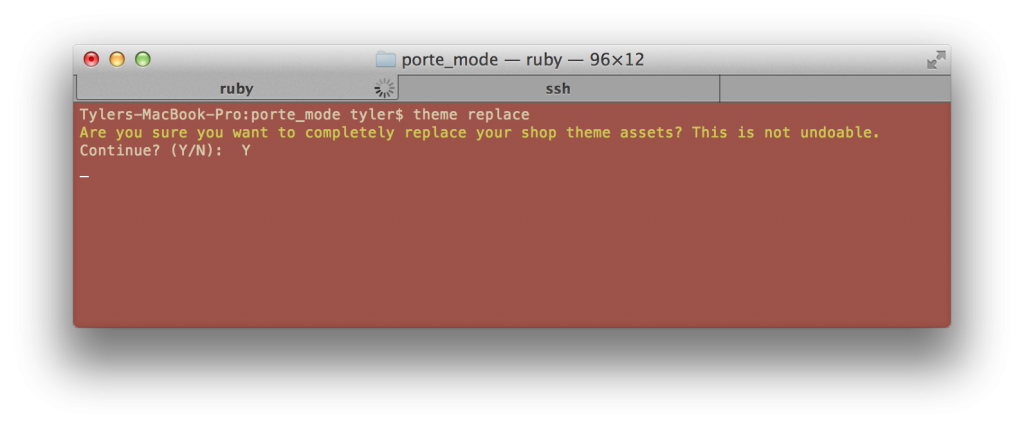 porte_mode — ruby — 96×12
ruby
ssh
Tylers-MacBook-Pro:porte_mode tyler$ theme replace
Are you sure you want to completely replace your shop theme assets? This is not undoable.
Continue? (Y/N):  Y
_